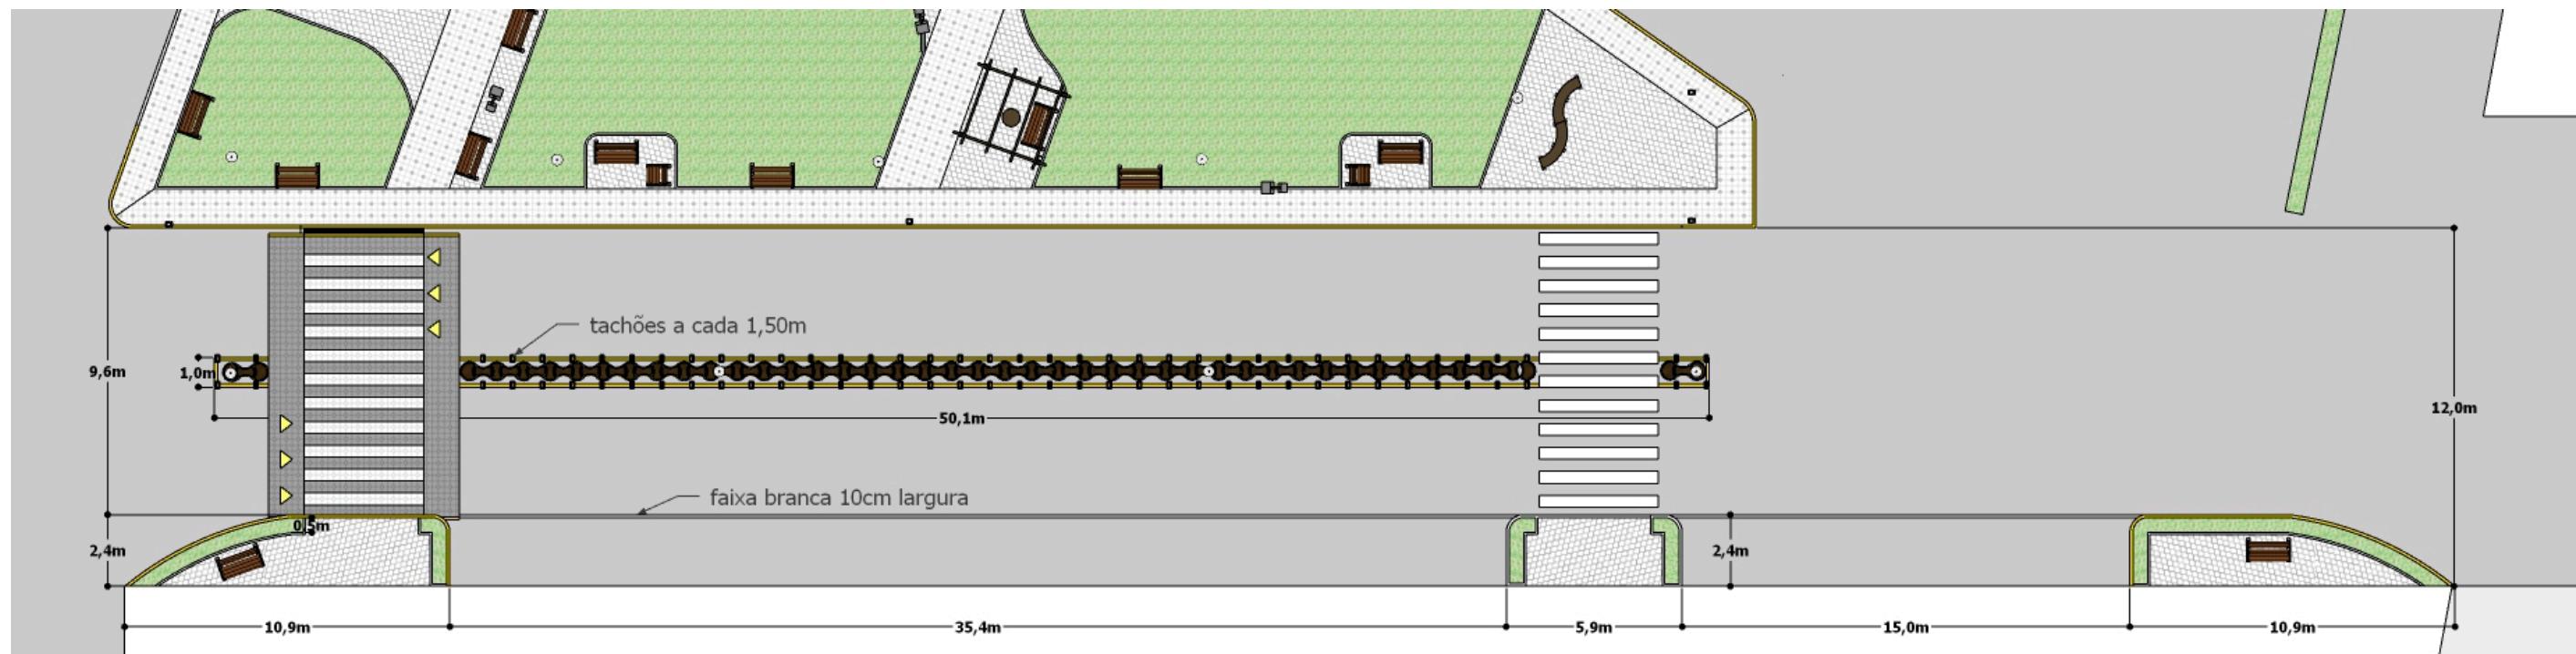 tachões a cada 1,50m
9,6m
1,0m
50,1m
12,0m
faixa branca 10cm largura
0,5m
2,4m
2,4m
10,9m
35,4m
5,9m
15,0m
10,9m